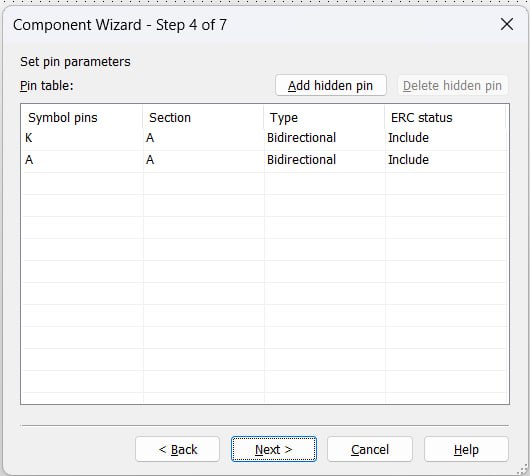 Component Wizard - Step 4 of 7
Set pin parameters
Pin table:
Add hidden pin
Delete hidden pin
Symbol pins Section Type ERC status
K A Bidirectional Include
A A Bidirectional Include
< Back
Next >
Cancel
Help